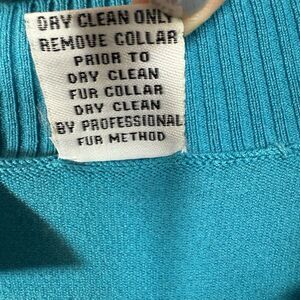 DRY CLEAN ONLY
REMOVE COLLAR
PRIOR TO
DRY CLEAN
FUR COLLAR
DRY CLEAN
BY PROFESSIONAL
FUR METHOD